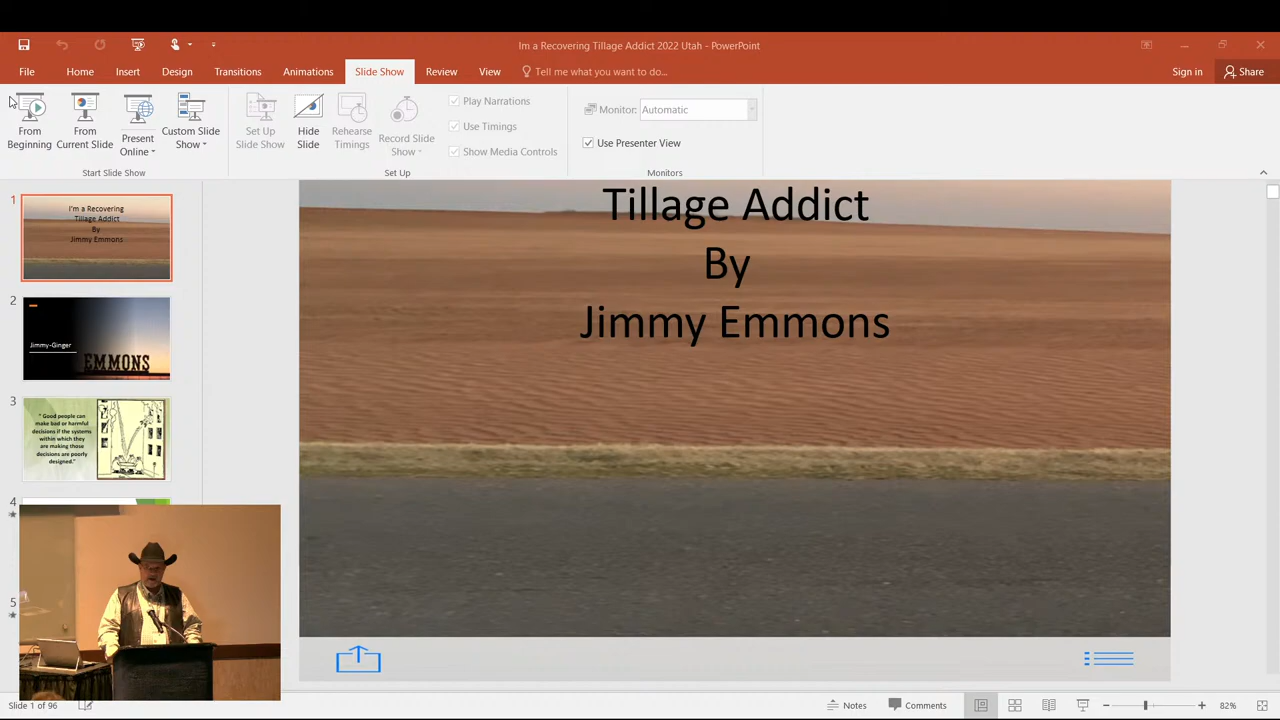 Im a Recovering Tillage Addict 2022 Utah - PowerPoint
File
Home
Insert
Design
Transitions
Animations
Slide Show
Review
View
Tell me what you want to do...
Sign in
Share
From
Beginning
From
Current Slide
Present
Online
Custom Slide
Show
Set Up
Slide Show
Hide
Slide
Rehearse
Timings
Record Slide
Show
Play Narrations
Use Timings
Show Media Controls
Monitor:
Automatic
Use Presenter View
Start Slide Show
Set Up
Monitors
1
I'm a Recovering
Tillage Addict
By
Jimmy Emmons
2
Jimmy-Ginger
EMMONS
3
" Good people can
make bad or harmful
decisions if the systems
within which they
are making those
decisions are poorly
designed."
4
5
Tillage Addict
By
Jimmy Emmons
Slide 1 of 96
Notes
Comments
82%